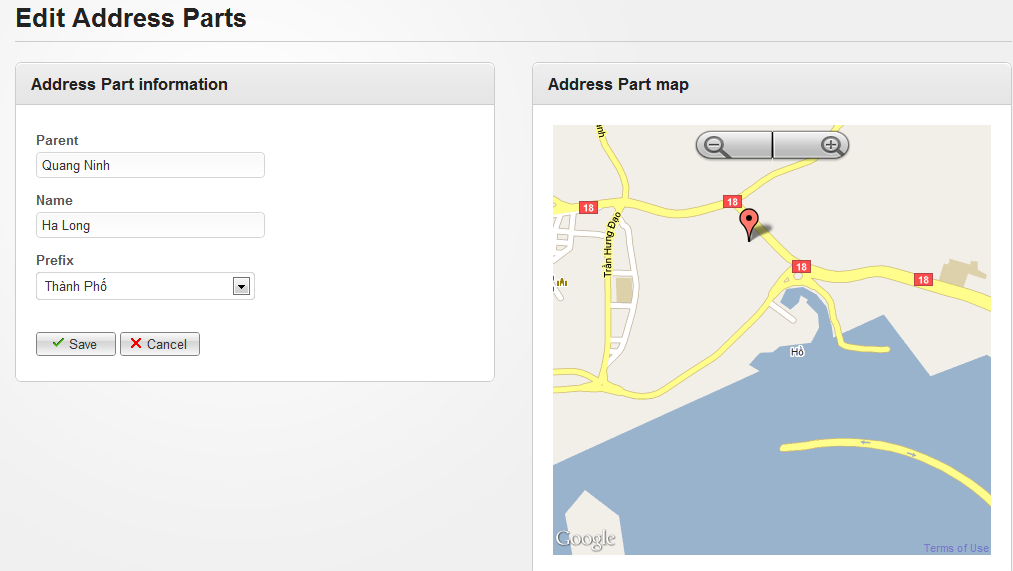 Edit Address Parts
Address Part information
Parent
Quang Ninh
Name
Ha Long
Prefix
Thành Phố
Save
Cancel
Address Part map
18
18
Trần Hưng Đạo
18
18
Hồ
Google
Terms of Use